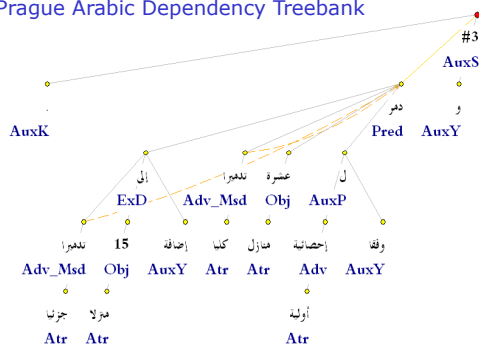 Prague Arabic Dependency Treebank
#3
AuxS
. دمر و
AuxK Pred AuxY
إلى تدميرا عشرة ل
ExD Adv_Msd Obj AuxP
تدميرا 15 إضافة كليا منازل إحصائية وفقا
Adv_Msd Obj AuxY Atr Atr Adv AuxY
جزئيا منزلا أولية
Atr Atr Atr